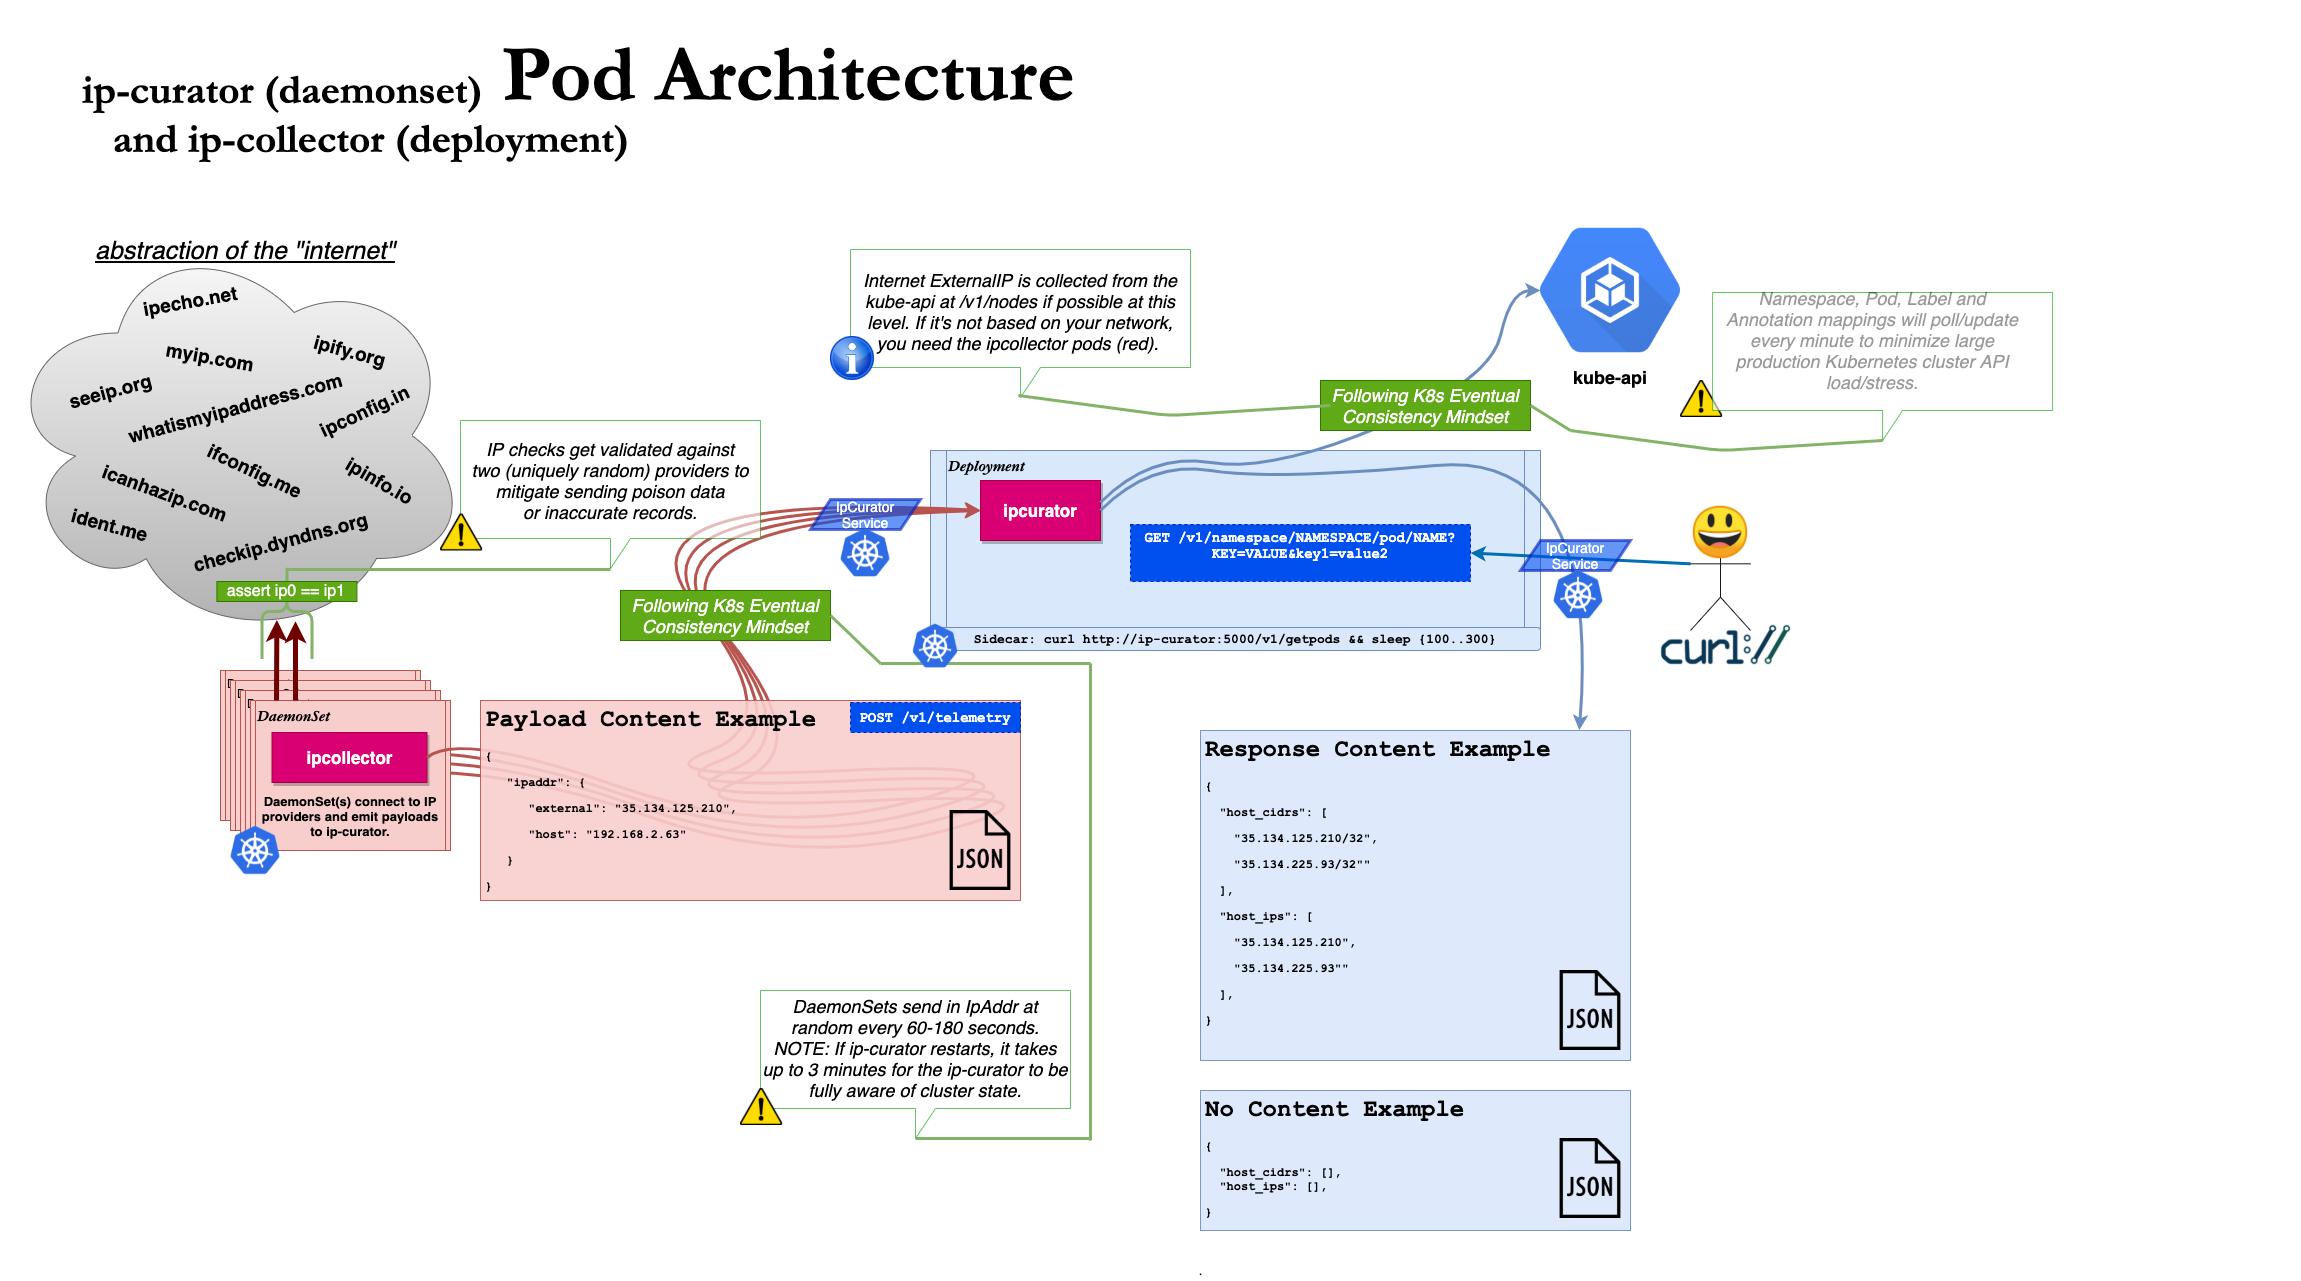 ip-curator (daemonset) Pod Architecture
and ip-collector (deployment)
abstraction of the "internet"
ipecho.net
myip.com
ipify.org
seeip.org
whatismyipaddress.com
ipconfig.in
ifconfig.me
icanhazip.com
ipinfo.io
ident.me
checkip.dyndns.org
assert ip0 == ip1
IP checks get validated against
two (uniquely random) providers to
mitigate sending poison data
or inaccurate records.
Internet ExternalIP is collected from the
kube-api at /v1/nodes if possible at this
level. If it's not based on your network,
you need the ipcollector pods (red).
kube-api
Namespace, Pod, Label and
Annotation mappings will poll/update
every minute to minimize large
production Kubernetes cluster API
load/stress.
Following K8s Eventual
Consistency Mindset
Deployment
ipcurator
IpCurator
Service
GET /v1/namespace/NAMESPACE/pod/NAME?
KEY=VALUE&key1=value2
IpCurator
Service
Sidecar: curl http://ip-curator:5000/v1/getpods && sleep {100..300}
curl://
Following K8s Eventual
Consistency Mindset
DaemonSet
ipcollector
DaemonSet(s) connect to IP
providers and emit payloads
to ip-curator.
Payload Content Example
POST /v1/telemetry
{
"ipaddr": {
"external": "35.134.125.210",
"host": "192.168.2.63"
}
}
JSON
Response Content Example
{
"host_cidrs": [
"35.134.125.210/32",
"35.134.225.93/32""
],
"host_ips": [
"35.134.125.210",
"35.134.225.93""
],
}
JSON
DaemonSets send in IpAddr at
random every 60-180 seconds.
NOTE: If ip-curator restarts, it takes
up to 3 minutes for the ip-curator to be
fully aware of cluster state.
No Content Example
{
"host_cidrs": [],
"host_ips": [],
}
JSON
.